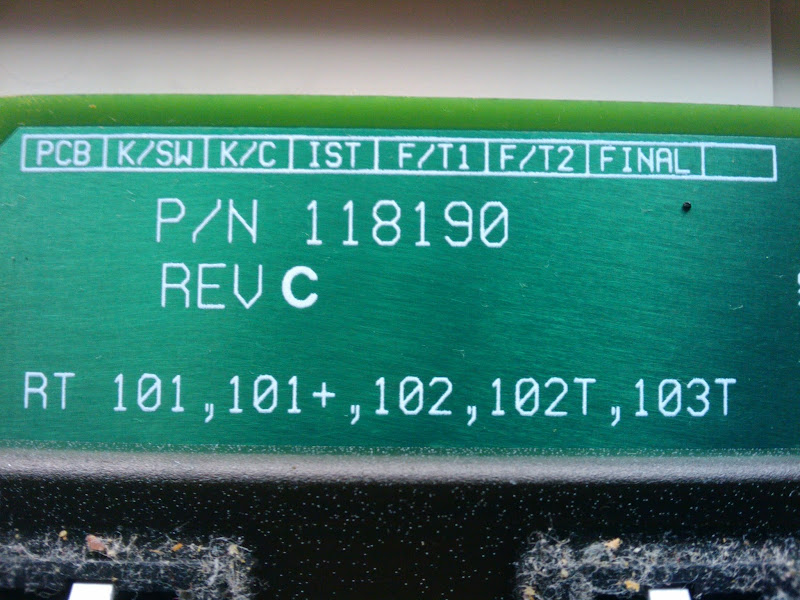 PCB K/SW K/C IST F/T1 F/T2 FINAL
P/N 118190
REV C
RT 101,101+,102,102T,103T